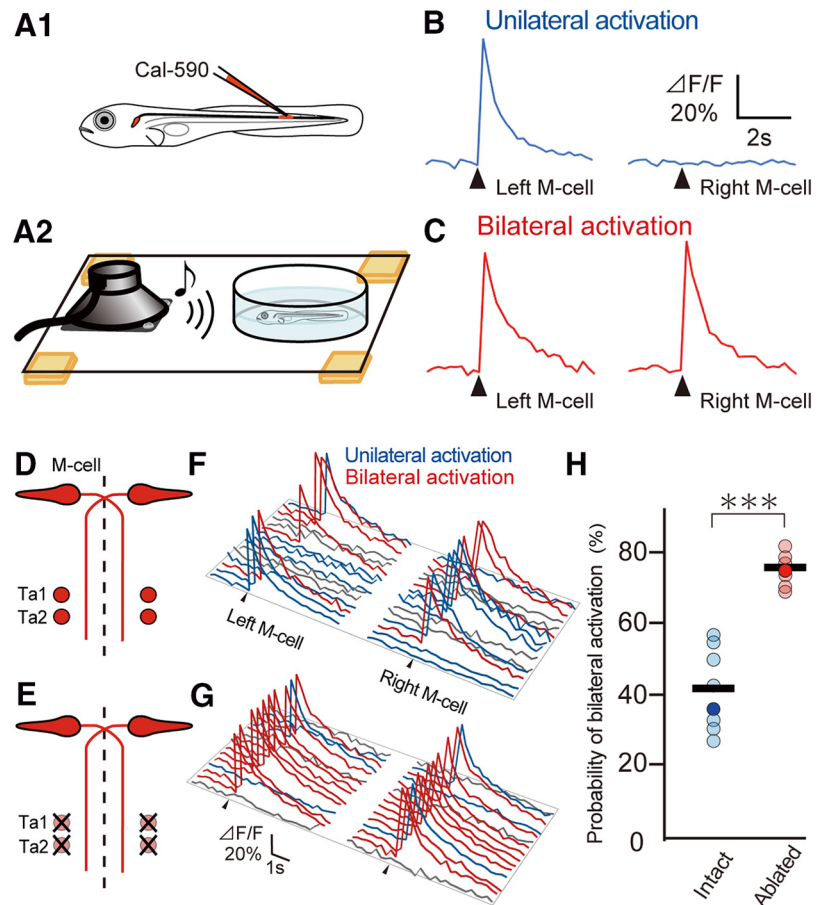 A1
Cal-590
A2
B
Unilateral activation
⊿F/F
20%
2s
Left M-cell
Right M-cell
C
Bilateral activation
Left M-cell
Right M-cell
D
M-cell
Ta1
Ta2
E
Ta1
Ta2
F
Unilateral activation
Bilateral activation
Left M-cell
Right M-cell
G
⊿F/F
20%
1s
H
***
Probability of bilateral activation (%)
80
60
40
20
0
Intact
Ablated